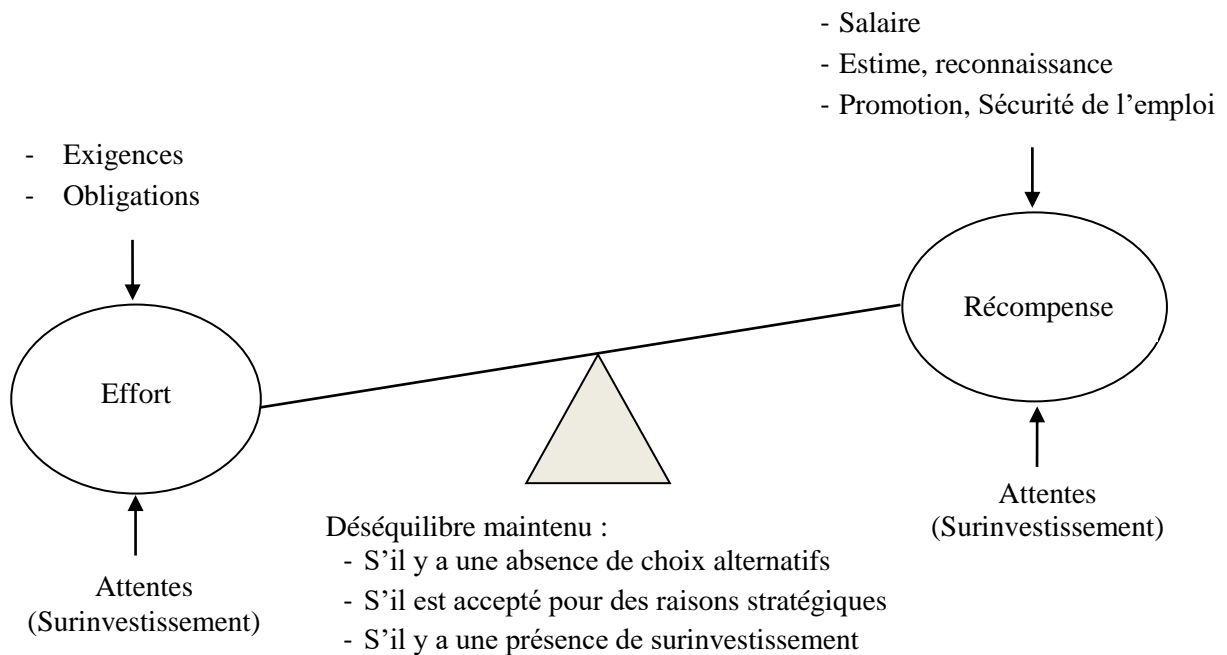 - Salaire
- Estime, reconnaissance
- Promotion, Sécurité de l’emploi
- Exigences
- Obligations
Récompense
Effort
Attentes
(Surinvestissement)
Déséquilibre maintenu :
- S’il y a une absence de choix alternatifs
- S’il est accepté pour des raisons stratégiques
- S’il y a une présence de surinvestissement
Attentes
(Surinvestissement)